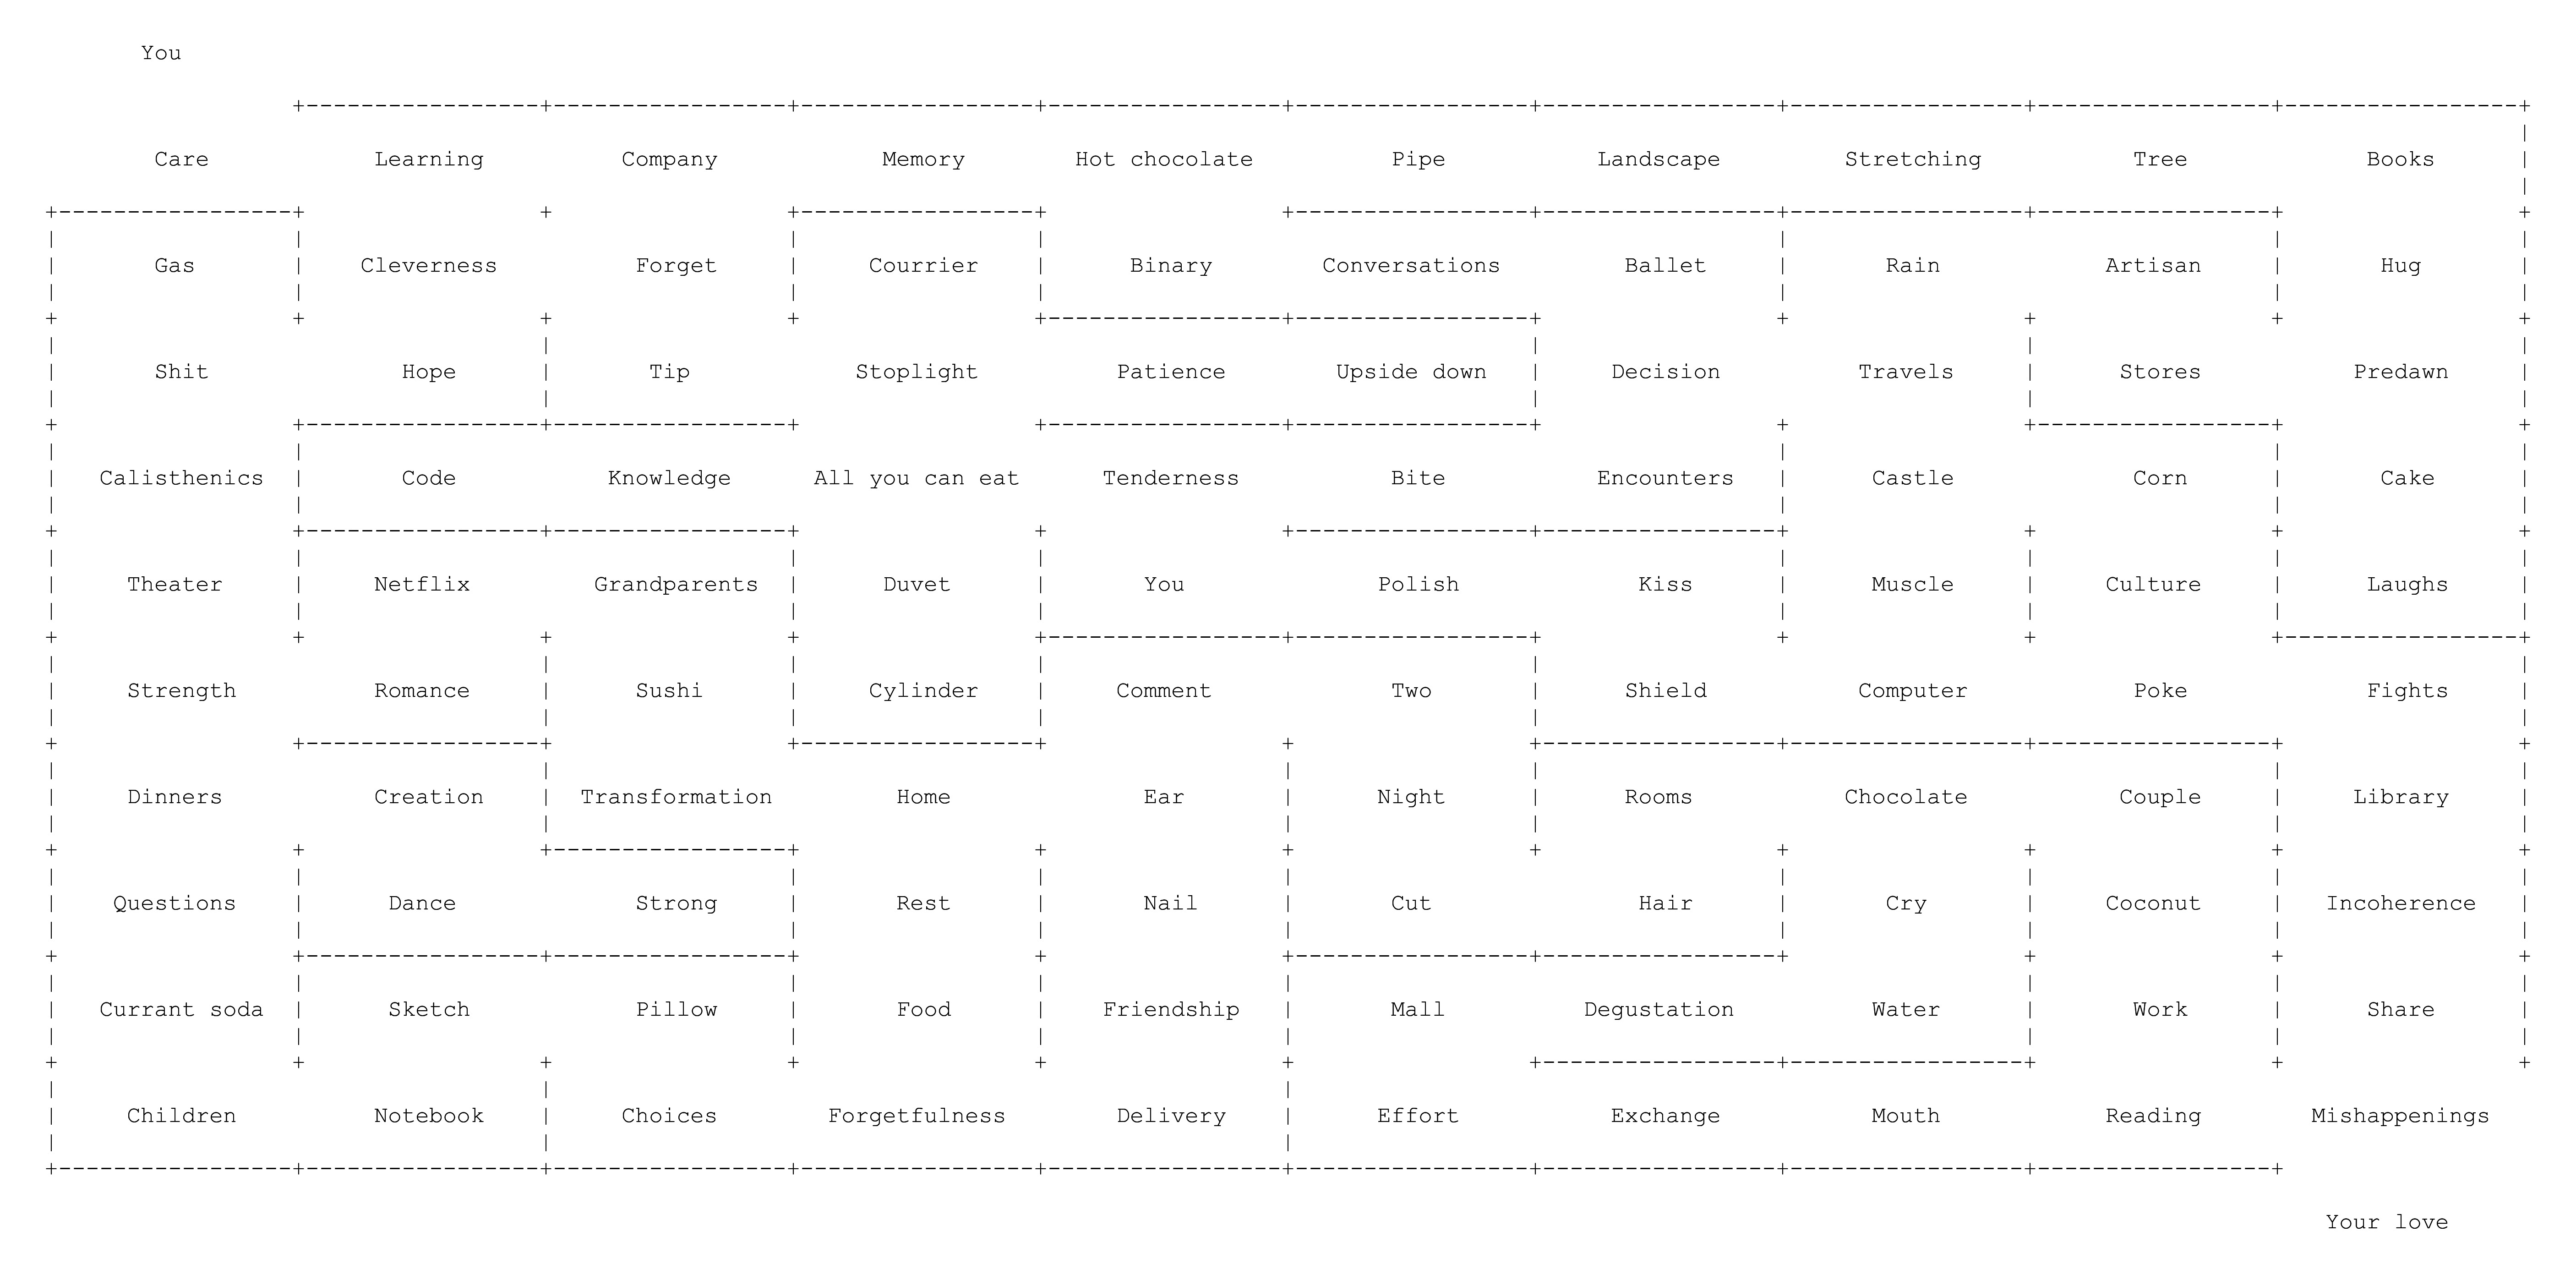 You
Care Learning Company Memory Hot chocolate Pipe Landscape Stretching Tree Books
Gas Cleverness Forget Courrier Binary Conversations Ballet Rain Artisan Hug
Shit Hope Tip Stoplight Patience Upside down Decision Travels Stores Predawn
Calisthenics Code Knowledge All you can eat Tenderness Bite Encounters Castle Corn Cake
Theater Netflix Grandparents Duvet You Polish Kiss Muscle Culture Laughs
Strength Romance Sushi Cylinder Comment Two Shield Computer Poke Fights
Dinners Creation Transformation Home Ear Night Rooms Chocolate Couple Library
Questions Dance Strong Rest Nail Cut Hair Cry Coconut Incoherence
Currant soda Sketch Pillow Food Friendship Mall Degustation Water Work Share
Children Notebook Choices Forgetfulness Delivery Effort Exchange Mouth Reading Mishappenings
Your love